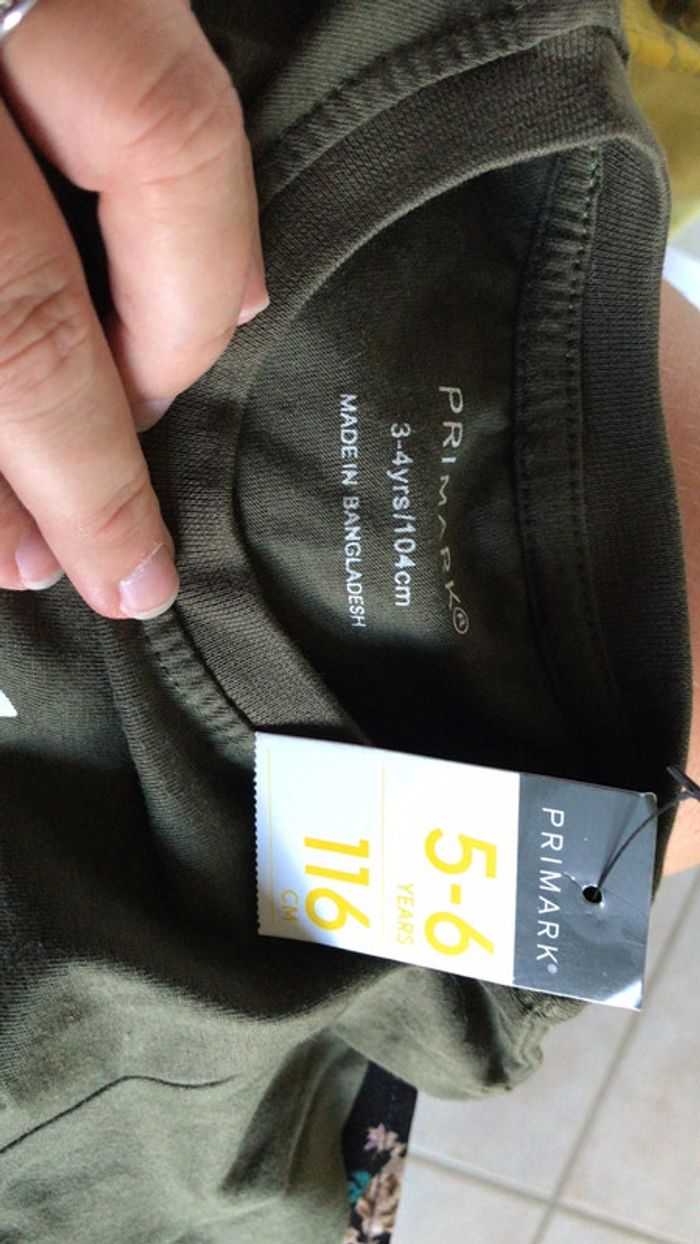 PRIMARK®
3-4yrs/104cm
MADE IN BANGLADESH
PRIMARK®
5-6
YEARS
116
CM